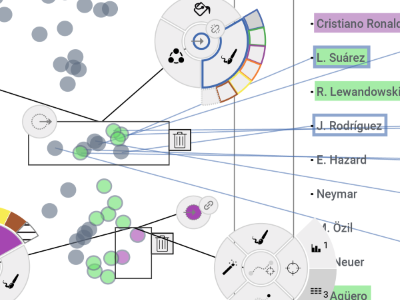 Cristiano Ronald
L. Suárez
R. Lewandowski
J. Rodríguez
E. Hazard
Neymar
M. Özil
1
Neuer
3
Agüero